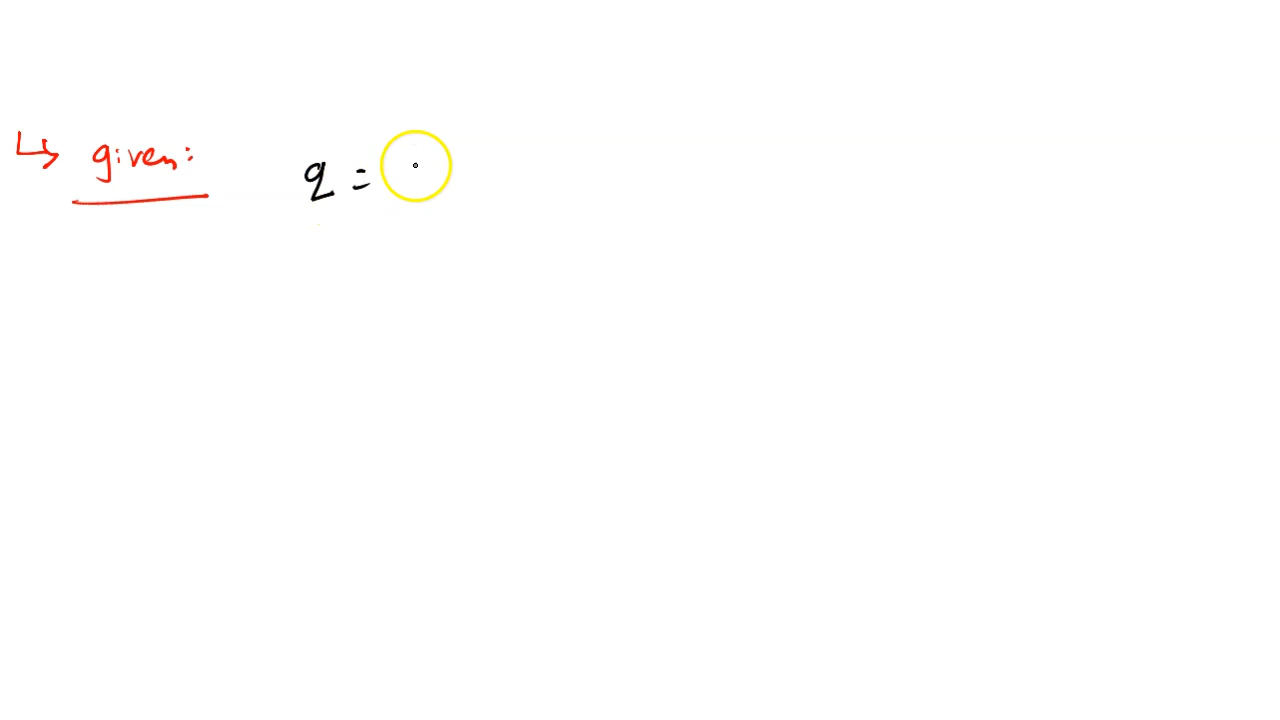 ↳ given: q =